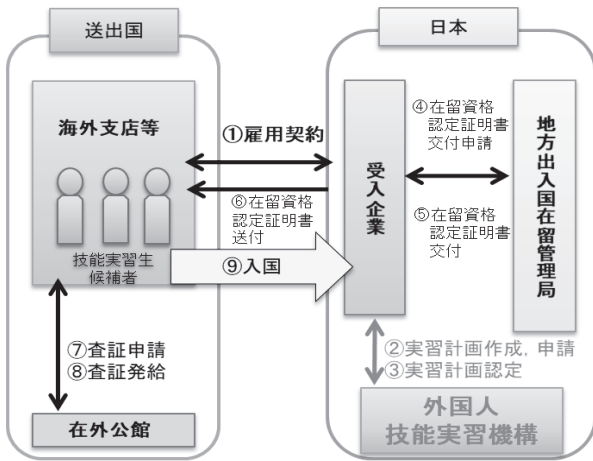 送出国
日本
海外支店等
技能実習生
候補者
①雇用契約
⑥在留資格
認定証明書
送付
⑨入国
受入企業
④在留資格
認定証明書
交付申請
⑤在留資格
認定証明書
交付
地方出入国在留管理局
⑦査証申請
⑧査証発給
在外公館
②実習計画作成，申請
③実習計画認定
外国人
技能実習機構